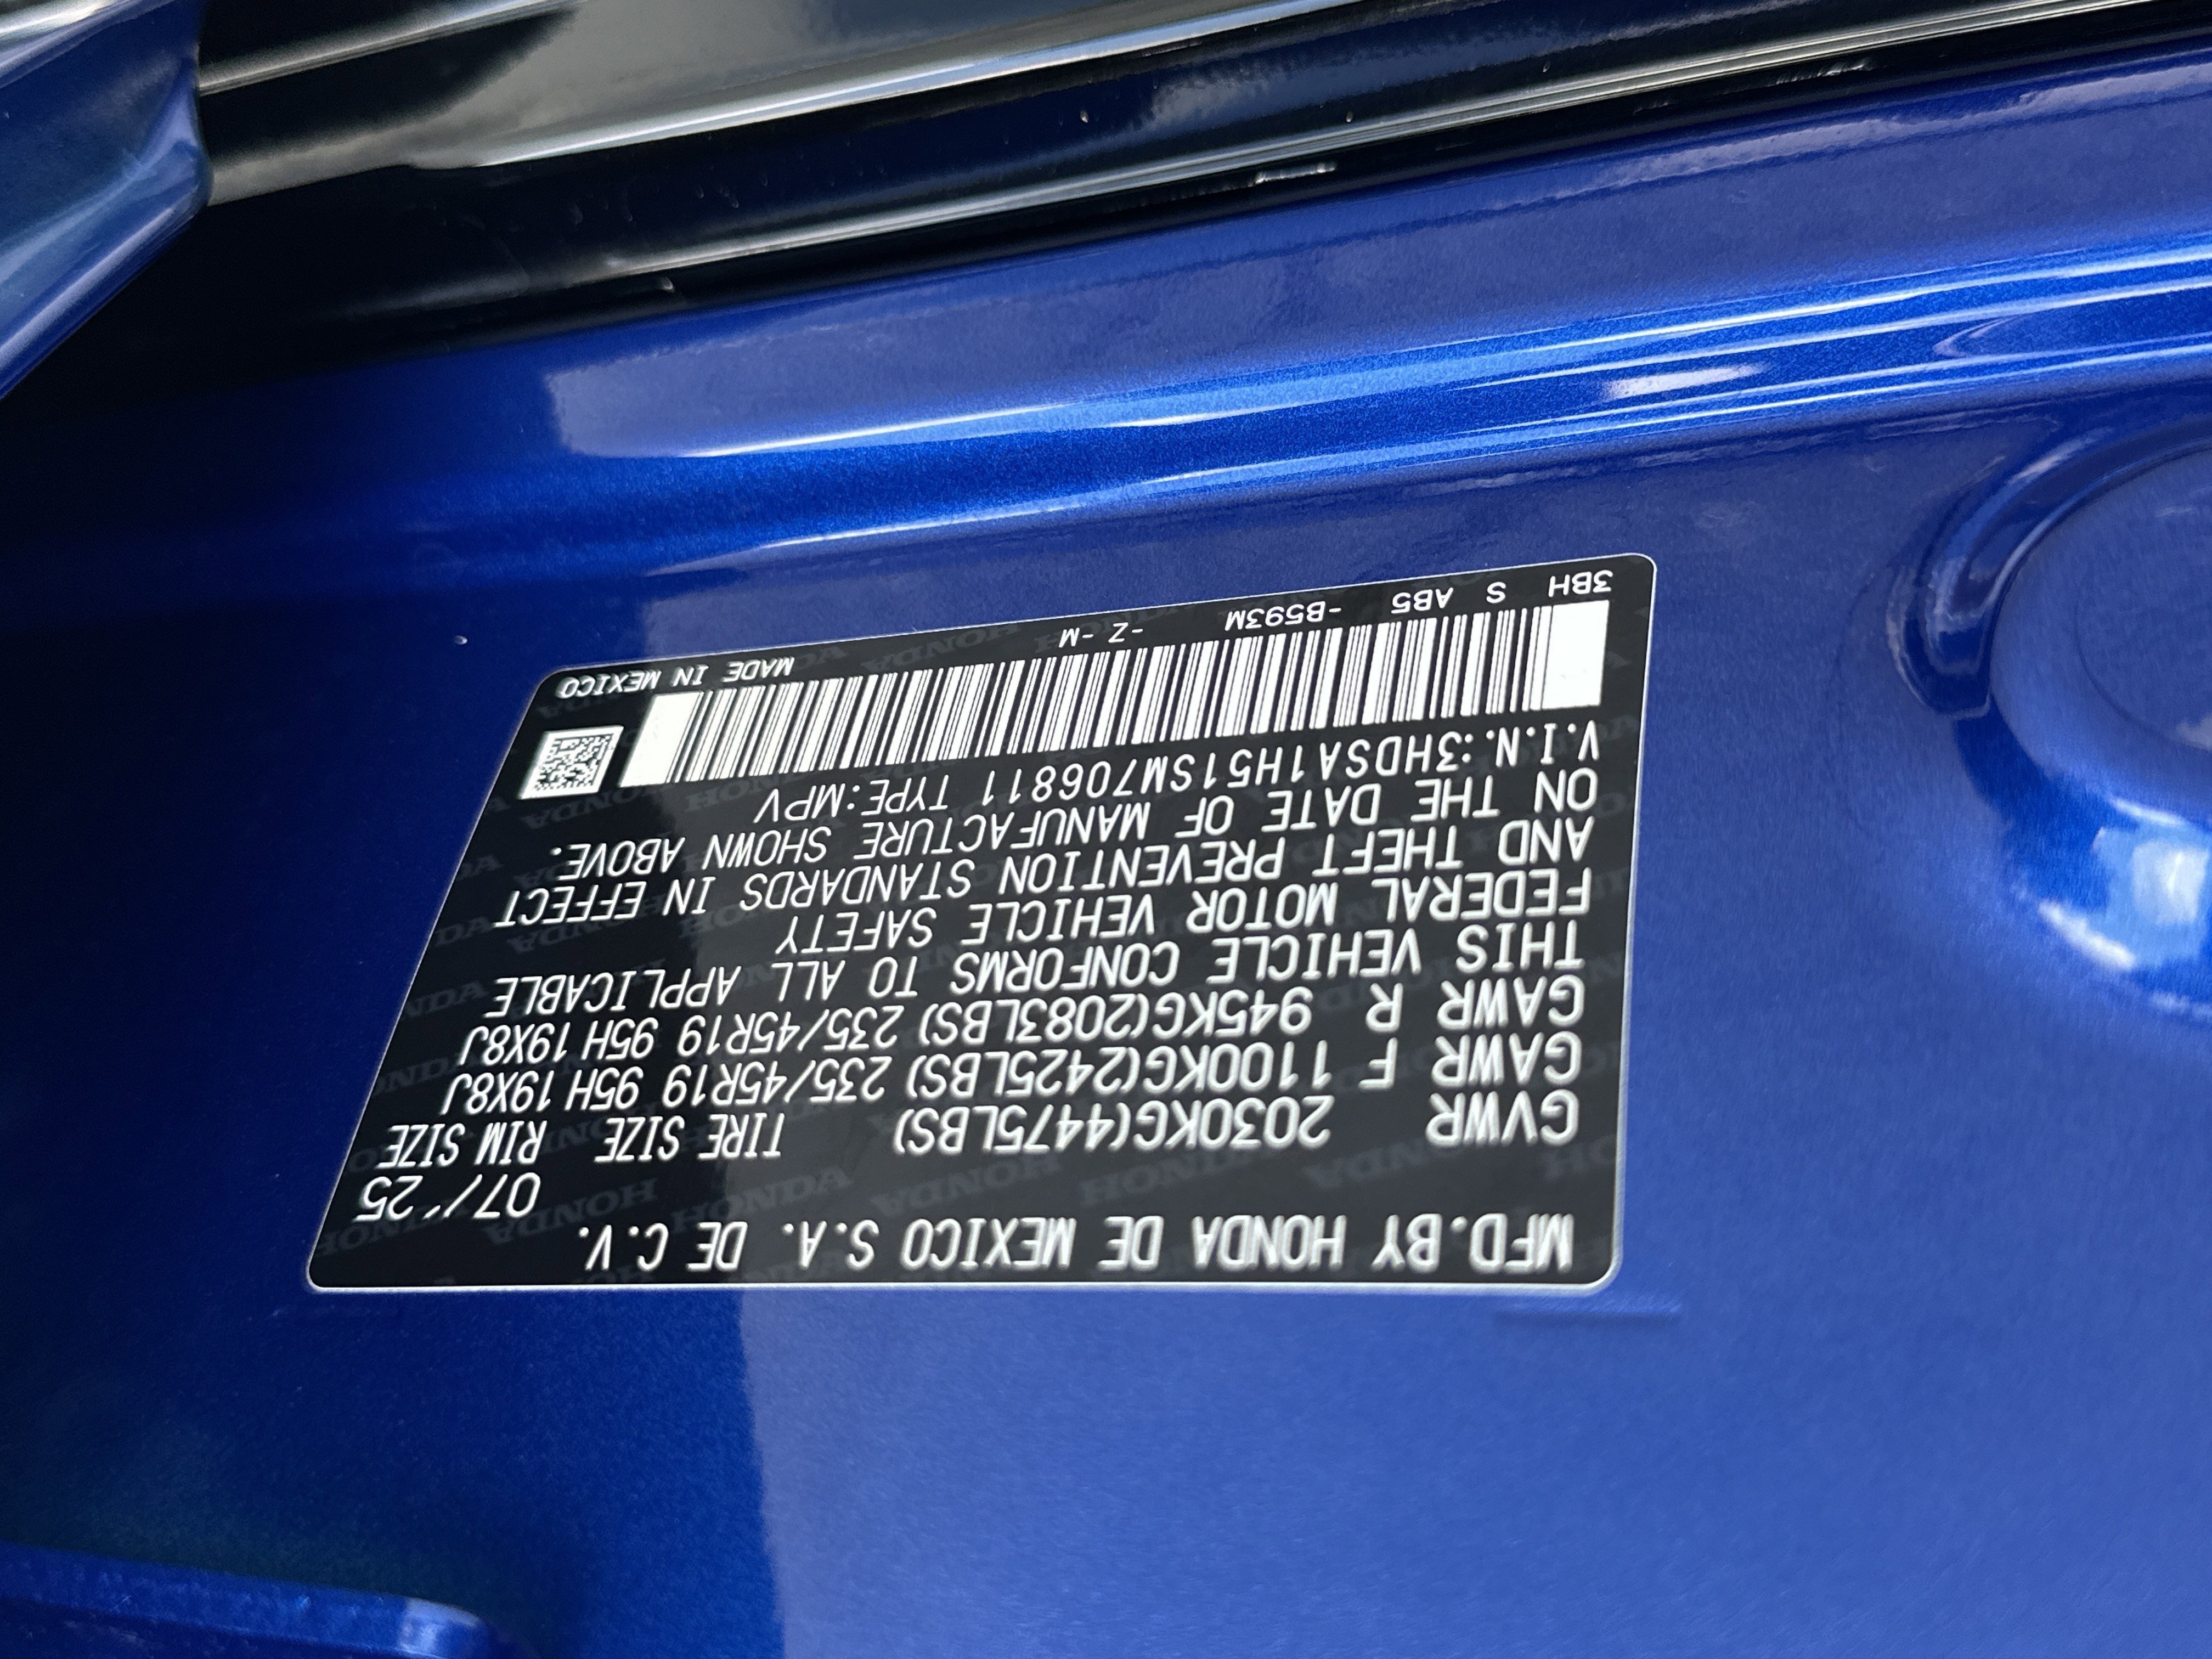 MFD.BY HONDA DE MEXICO S.A. DE C.V.
07/'25
GVWR 2030KG(4475LBS) TIRE SIZE RIM SIZE
GAWR F 1100KG(2425LBS) 235/45R19 95H 19X8J
GAWR R 945KG(2083LBS) 235/45R19 95H 19X8J
THIS VEHICLE CONFORMS TO ALL APPLICABLE
FEDERAL MOTOR VEHICLE SAFETY
AND THEFT PREVENTION STANDARDS IN EFFECT
ON THE DATE OF MANUFACTURE SHOWN ABOVE.
V.I.N.:3HDSA1H51SM706811 TYPE:MPV
3BH S AB5 -B593M -Z -M MADE IN MEXICO